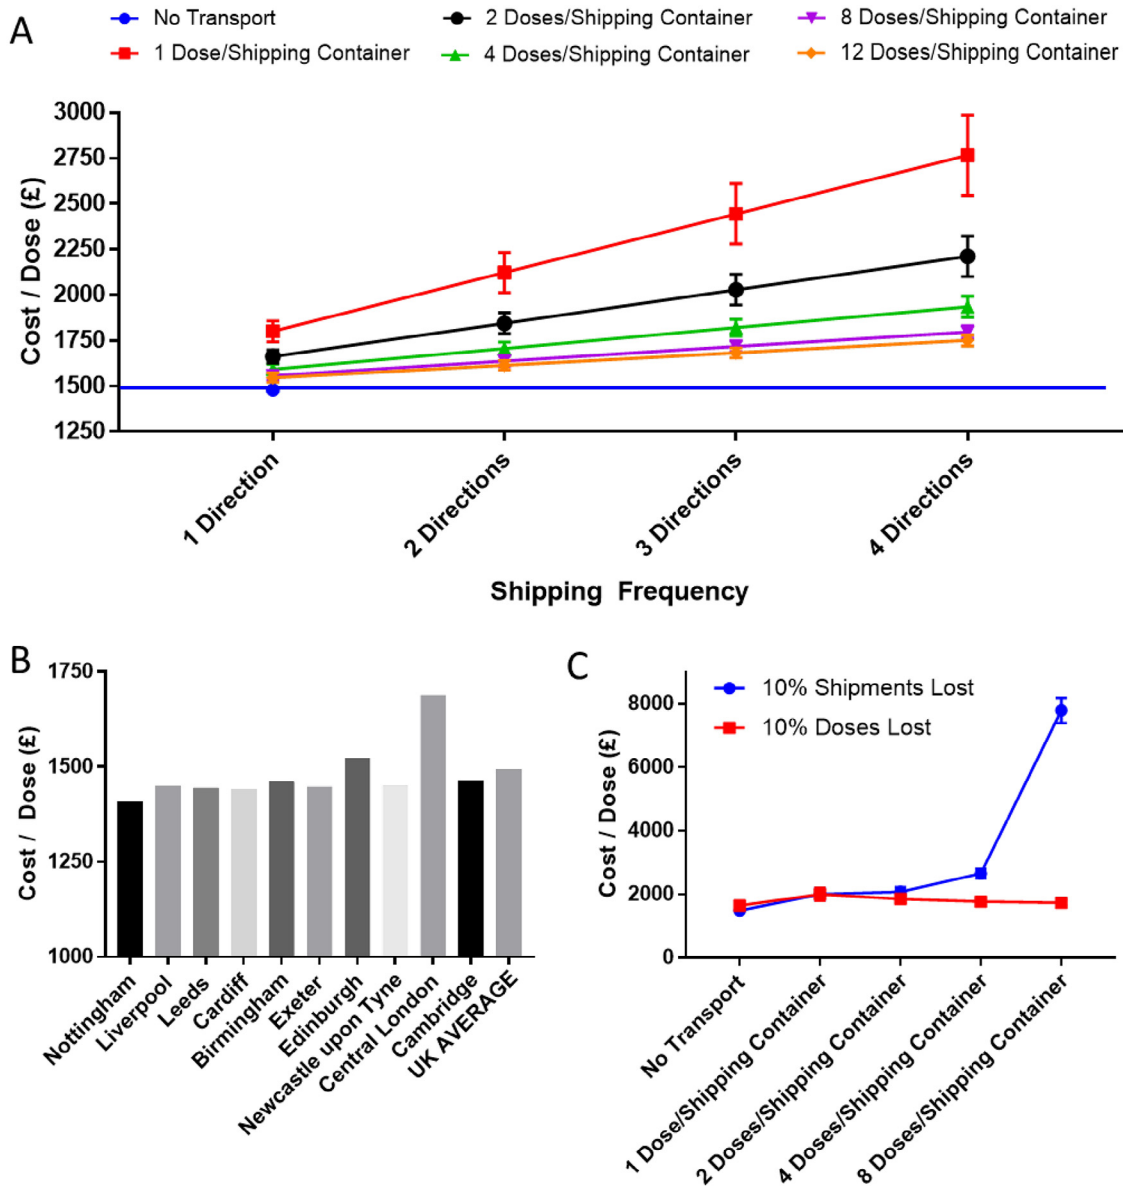 A
No Transport
2 Doses/Shipping Container
8 Doses/Shipping Container
1 Dose/Shipping Container
4 Doses/Shipping Container
12 Doses/Shipping Container
Cost / Dose (£)
3000
2750
2500
2250
2000
1750
1500
1250
1 Direction
2 Directions
3 Directions
4 Directions
Shipping Frequency
B
Cost / Dose (£)
1750
1500
1250
1000
Nottingham
Liverpool
Leeds
Cardiff
Birmingham
Exeter
Edinburgh
Newcastle upon Tyne
Central London
Cambridge
UK AVERAGE
C
10% Shipments Lost
10% Doses Lost
Cost / Dose (£)
8000
6000
4000
2000
0
No Transport
1 Dose/Shipping Container
2 Doses/Shipping Container
4 Doses/Shipping Container
8 Doses/Shipping Container